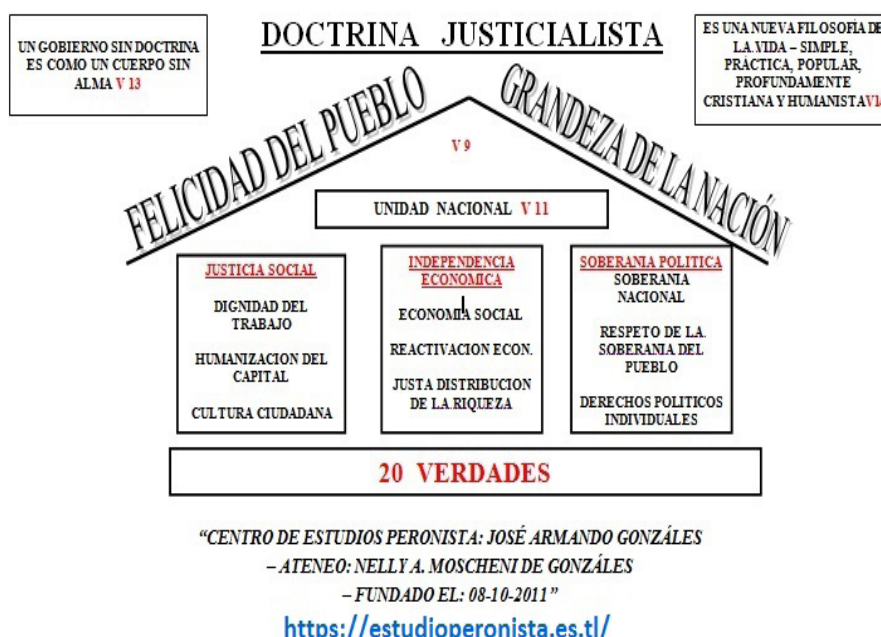 DOCTRINA JUSTICIALISTA
UN GOBIERNO SIN DOCTRINA
ES COMO UN CUERPO SIN
ALMA V 13
ES UNA NUEVA FILOSOFÍA DE
LA VIDA – SIMPLE,
PRÁCTICA, POPULAR,
PROFUNDAMENTE
CRISTIANA Y HUMANISTA
FELICIDAD DEL PUEBLO
GRANDEZA DE LA NACIÓN
V 9
UNIDAD NACIONAL V 11
JUSTICIA SOCIAL
DIGNIDAD DEL
TRABAJO
HUMANIZACION DEL
CAPITAL
CULTURA CIUDADANA
INDEPENDENCIA
ECONOMICA
ECONOMIA SOCIAL
REACTIVACION ECON.
JUSTA DISTRIBUCION
DE LA RIQUEZA
SOBERANIA POLITICA
SOBERANIA
NACIONAL
RESPETO DE LA
SOBERANIA DEL
PUEBLO
DERECHOS POLITICOS
INDIVIDUALES
20 VERDADES
“CENTRO DE ESTUDIOS PERONISTA: JOSÉ ARMANDO GONZÁLES
– ATENEO: NELLY A. MOSCHENI DE GONZÁLES
– FUNDADO EL: 08-10-2011”
https://estudioperonista.es.tl/